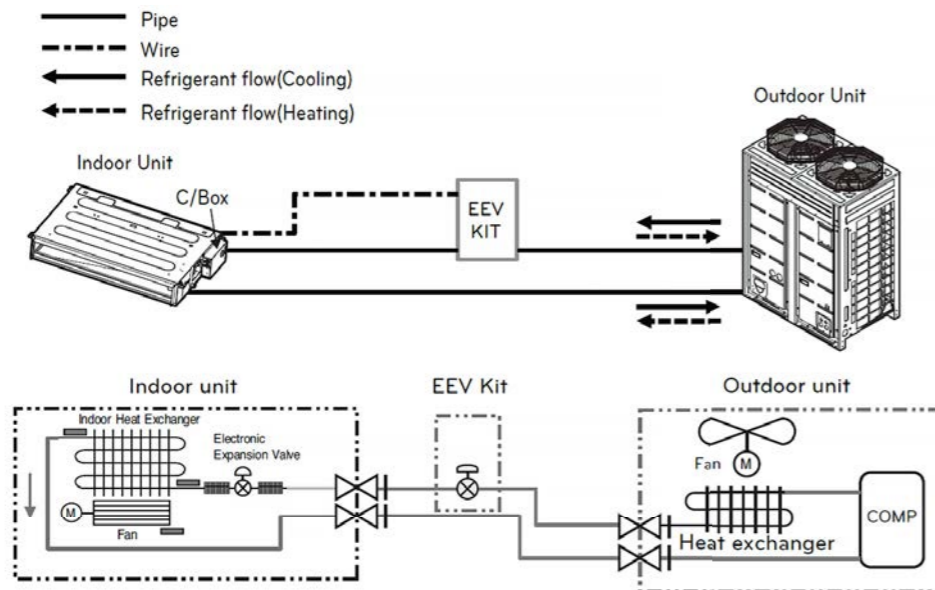 Pipe
Wire
Refrigerant flow(Cooling)
Refrigerant flow(Heating)
Outdoor Unit
Indoor Unit
C/Box
EEV
KIT
Indoor unit
EEV Kit
Outdoor unit
Indoor Heat Exchanger
Electronic
Expansion Valve
Fan
M
M
Fan
COMP
Heat exchanger